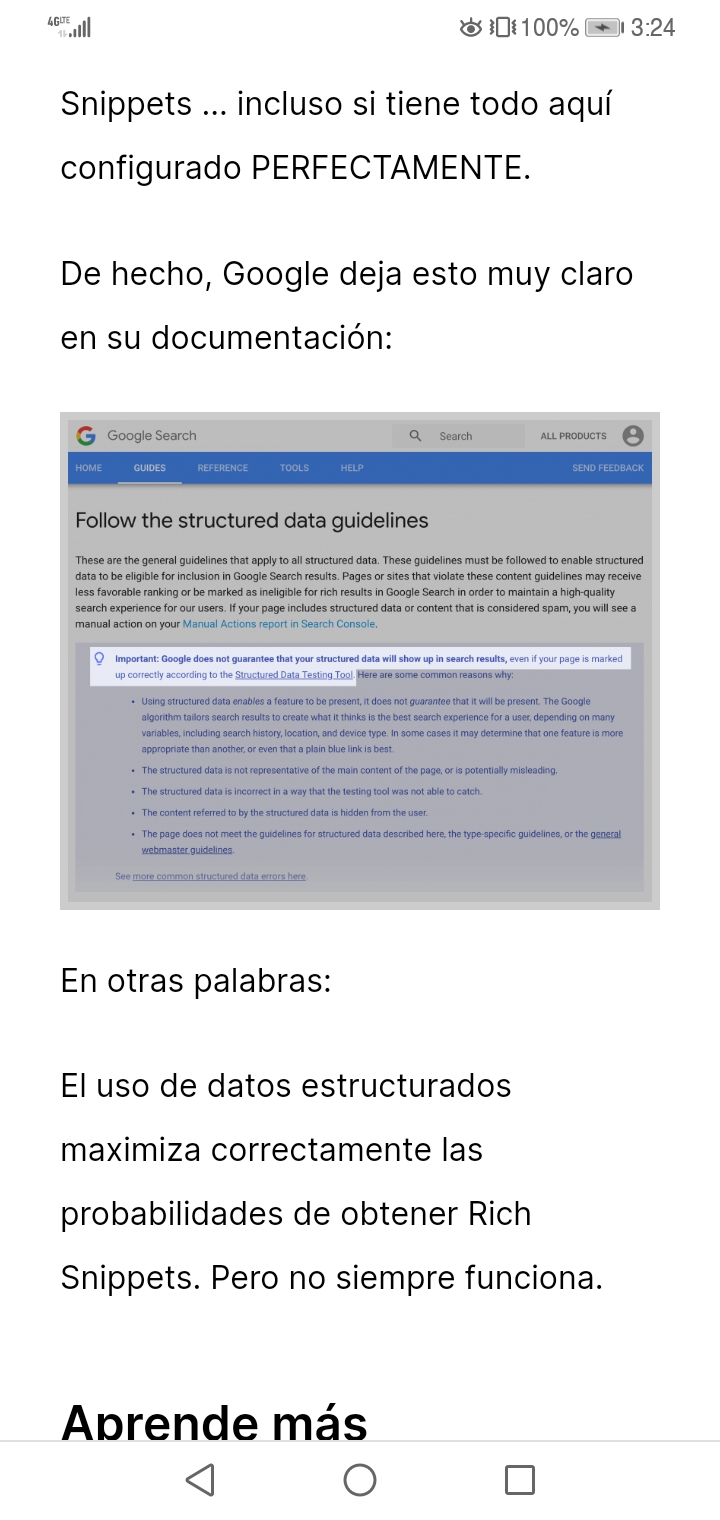 4G LTE 100% 3:24
Snippets ... incluso si tiene todo aquí
configurado PERFECTAMENTE.
De hecho, Google deja esto muy claro
en su documentación:
Google Search Search ALL PRODUCTS
HOME GUIDES REFERENCE TOOLS HELP SEND FEEDBACK
Follow the structured data guidelines
These are the general guidelines that apply to all structured data. These guidelines must be followed to enable structured
data to be eligible for inclusion in Google Search results. Pages or sites that violate these content guidelines may receive
less favorable ranking or be marked as ineligible for rich results in Google Search in order to maintain a high-quality
search experience for our users. If your page includes structured data or content that is considered spam, you will see a
manual action on your Manual Actions report in Search Console.
Important: Google does not guarantee that your structured data will show up in search results, even if your page is marked
up correctly according to the Structured Data Testing Tool. Here are some common reasons why:
• Using structured data enables a feature to be present, it does not guarantee that it will be present. The Google
algorithm tailors search results to create what it thinks is the best search experience for a user, depending on many
variables, including search history, location, and device type. In some cases it may determine that one feature is more
appropriate than another, or even that a plain blue link is best.
• The structured data is not representative of the main content of the page, or is potentially misleading.
• The structured data is incorrect in a way that the testing tool was not able to catch.
• The content referred to by the structured data is hidden from the user.
• The page does not meet the guidelines for structured data described here, the type-specific guidelines, or the general
webmaster guidelines.
See more common structured data errors here.
En otras palabras:
El uso de datos estructurados
maximiza correctamente las
probabilidades de obtener Rich
Snippets. Pero no siempre funciona.
Aprende más